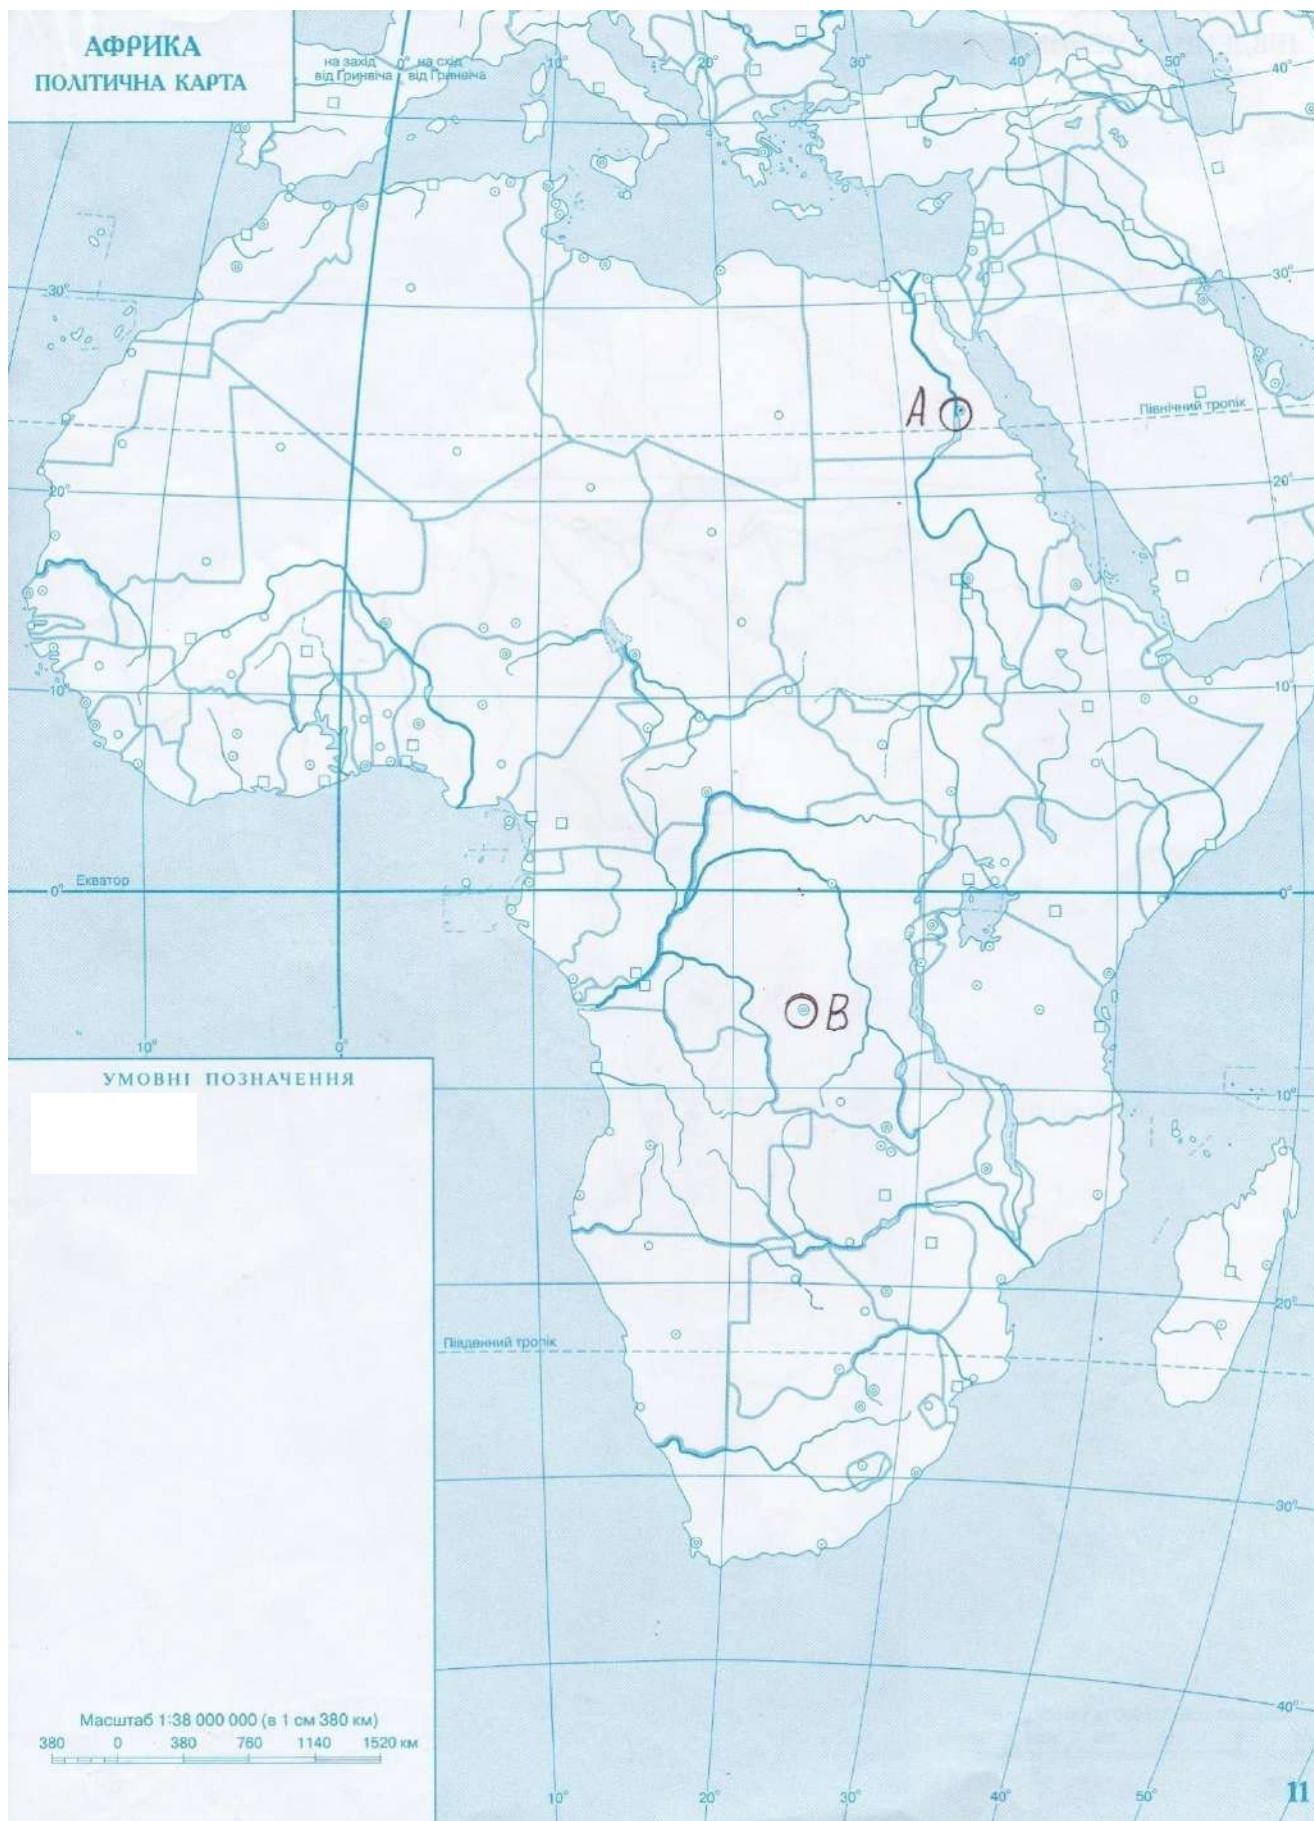 АФРИКА
ПОЛІТИЧНА КАРТА
на захід 0° на схід
від Гринвіча від Гринвіча
10°
20°
30°
40°
50°
40°
30°
30°
А
Північний тропік
20°
20°
10°
10°
Екватор
0°
0°
В
10°
0°
10°
УМОВНІ ПОЗНАЧЕННЯ
20°
Південний тропік
30°
40°
Масштаб 1:38 000 000 (в 1 см 380 км)
380 0 380 760 1140 1520 км
10° 20° 30° 40° 50°
11